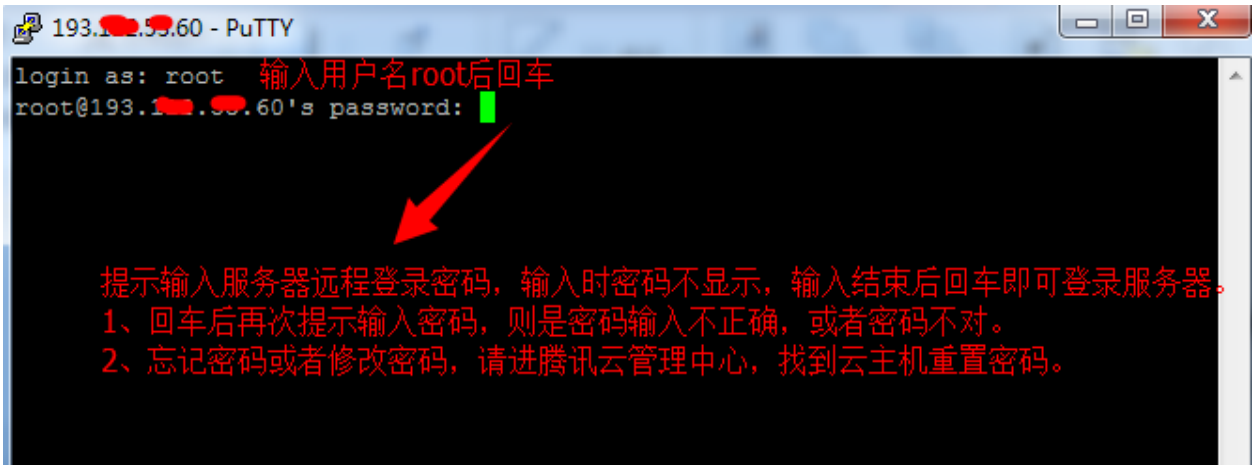 193. .60 - PuTTY
login as: root 输入用户名root后回车
root@193. .60's password:
提示输入服务器远程登录密码，输入时密码不显示，输入结束后回车即可登录服务器。
1、回车后再次提示输入密码，则是密码输入不正确，或者密码不对。
2、忘记密码或者修改密码，请进腾讯云管理中心，找到云主机重置密码。